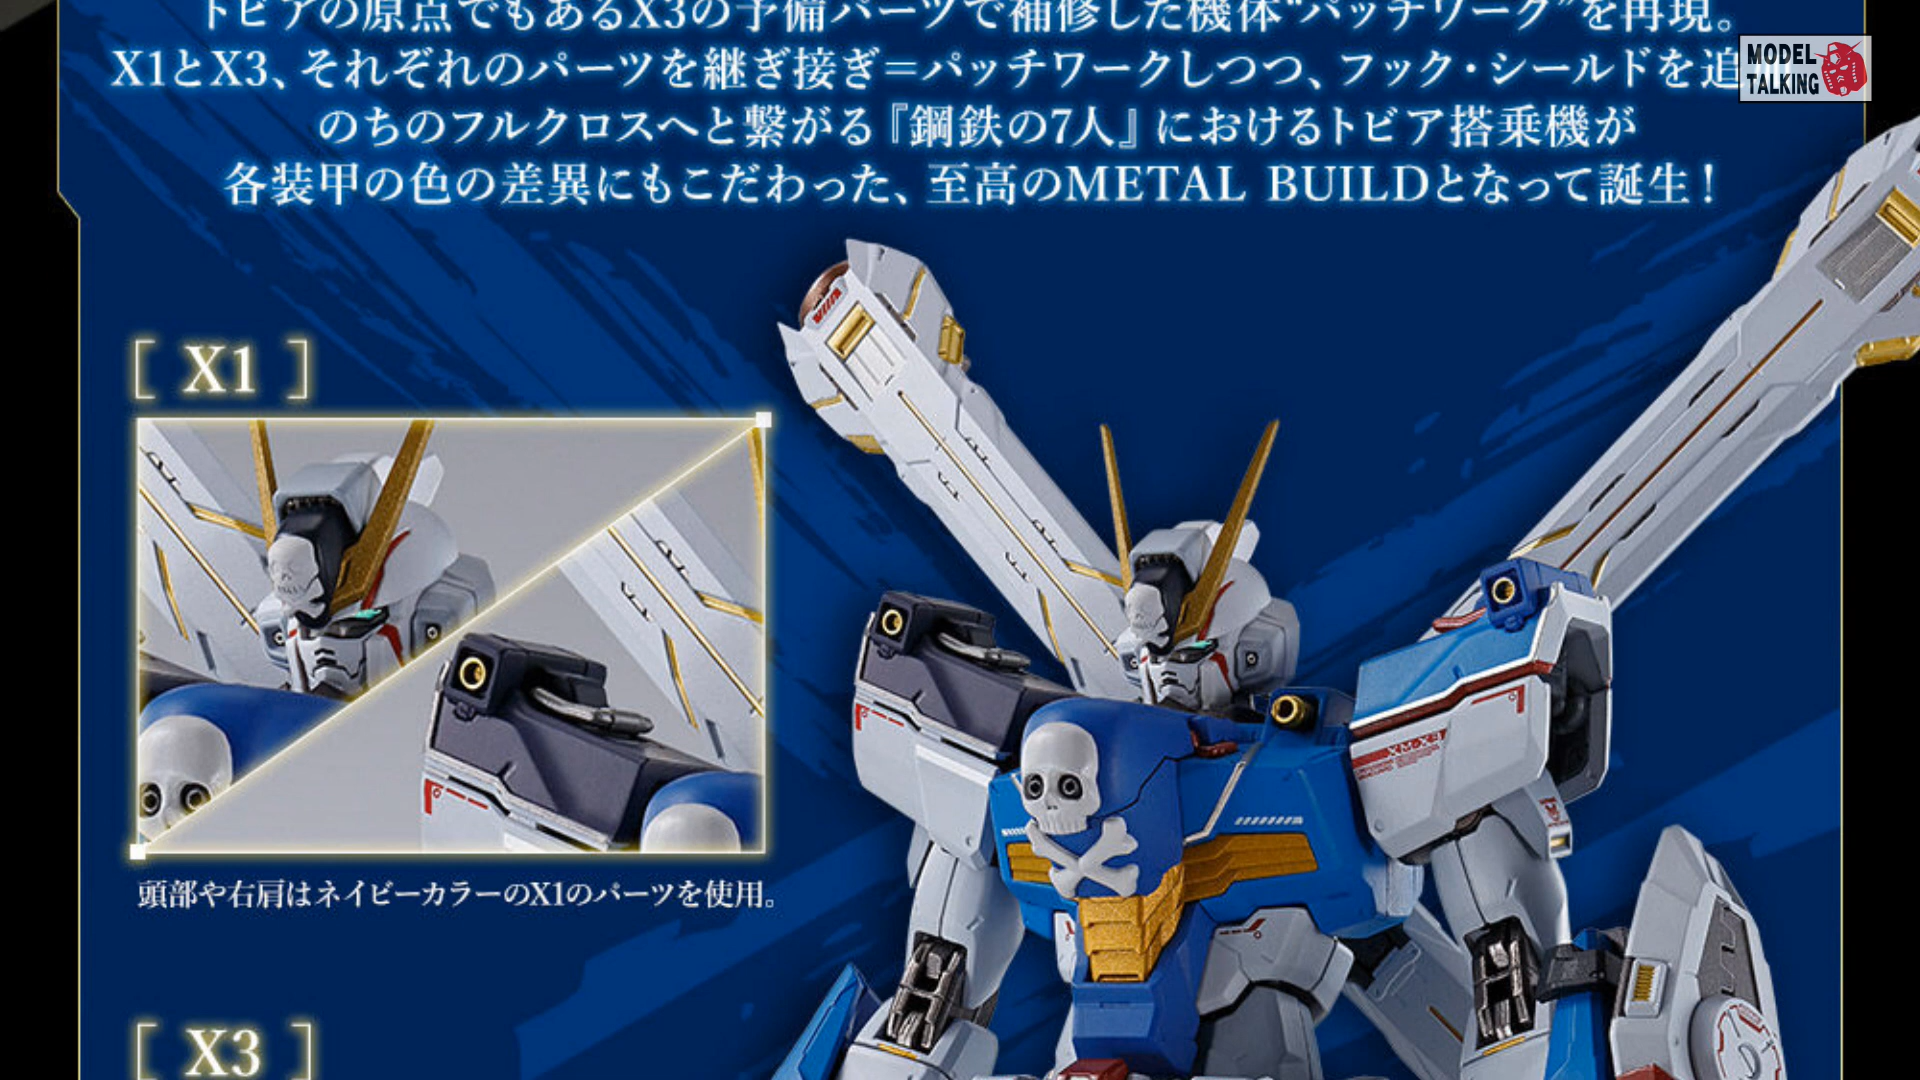 トビアの原点でもあるX3の予備パーツで補修した機体"パッチワーク"を再現。
X1とX3、それぞれのパーツを継ぎ接ぎ=パッチワークしつつ、フック・シールドを追
のちのフルクロスへと繋がる『鋼鉄の7人』におけるトビア搭乗機が
各装甲の色の差異にもこだわった、至高のMETAL BUILDとなって誕生!
MODEL
TALKING
[ X1 ]
頭部や右肩はネイビーカラーのX1のパーツを使用。
[ X3 ]